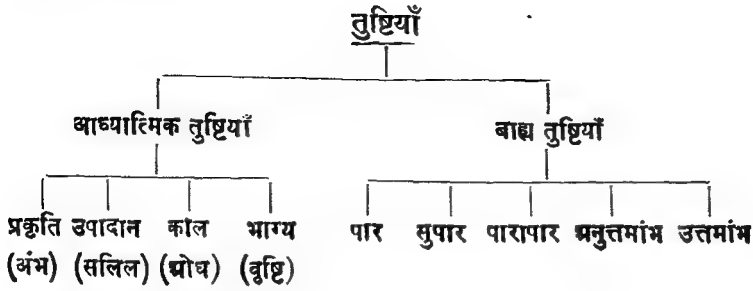 तुष्टियाँ
आध्यात्मिक तुष्टियाँ बाह्य तुष्टियाँ
प्रकृति उपादान काल भाग्य पार सुपार पारापार अनुत्तमांभ उत्तमांभ
(अंभ) (सलिल) (ओघ) (वृष्टि)